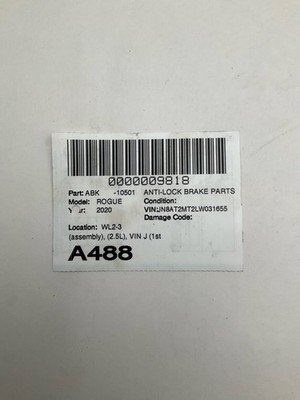 0000009818
Part: ABK -10501 ANTI-LOCK BRAKE PARTS
Model: ROGUE Condition:
Year: 2020 VIN:JN8AT2MT2LW031655
Damage Code:
Location: WL2-3
(assembly), (2.5L), VIN J (1st
A488